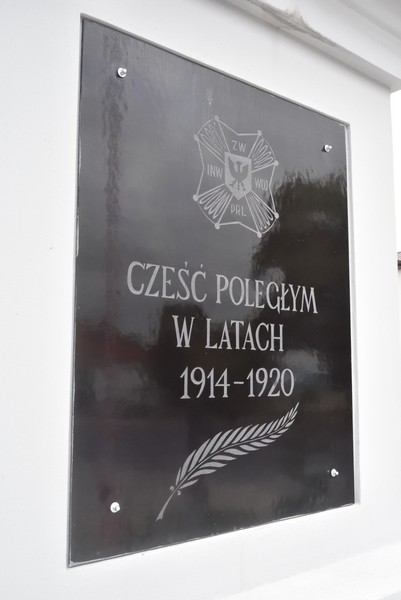 ZW
INW WOJ
PRL
CZEŚĆ POLEGŁYM
W LATACH
1914-1920